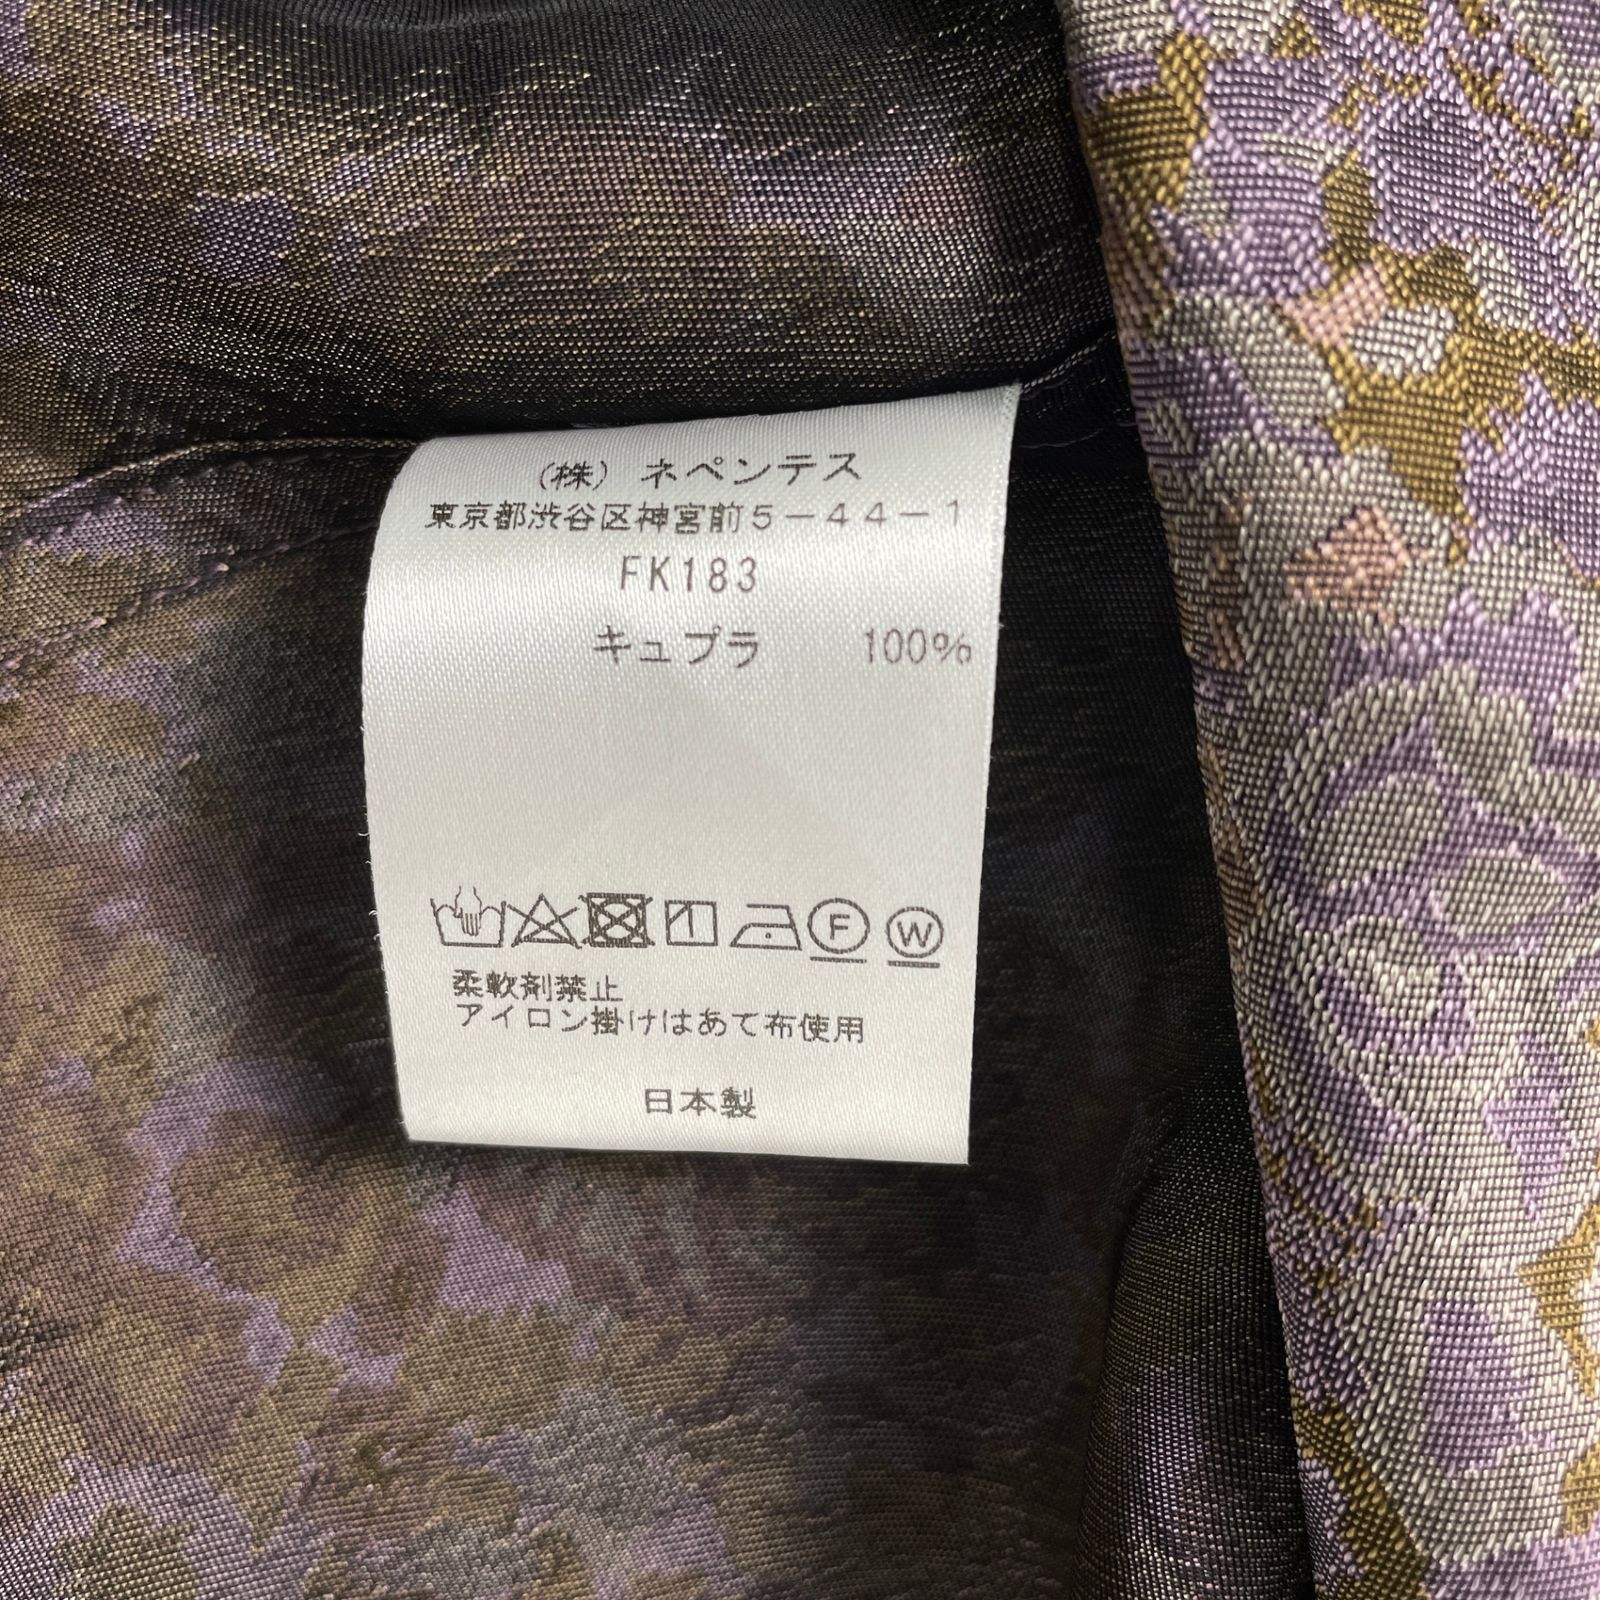 (株) ネペンテス
東京都渋谷区神宮前5-44-1
FK183
キュプラ 100%
F W
柔軟剤禁止
アイロン掛けはあて布使用
日本製